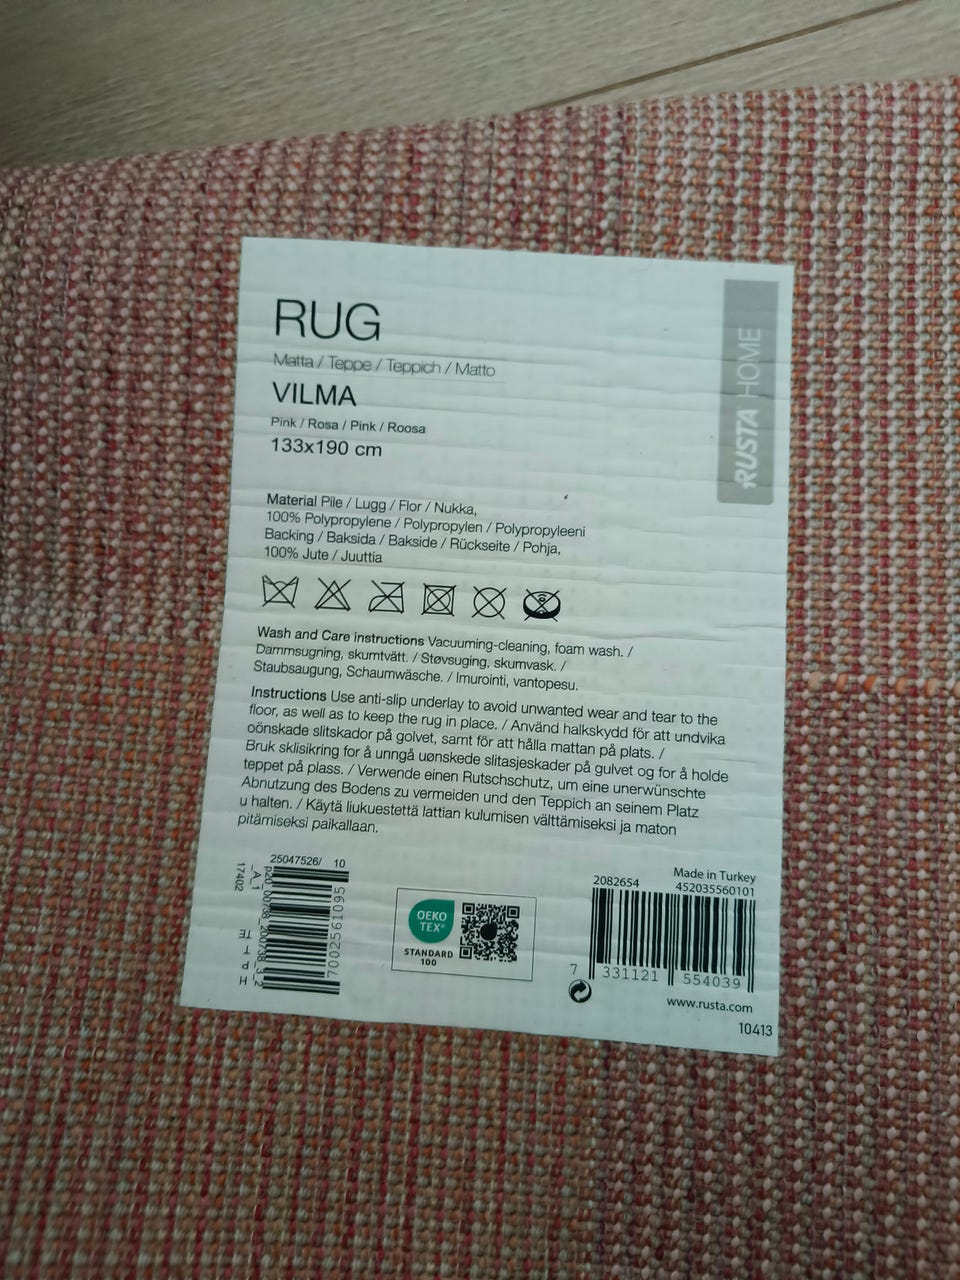 RUG
Matta / Teppe / Teppich / Matto
VILMA
Pink / Rosa / Pink / Roosa
133x190 cm
RUSTA HOME
Material Pile / Lugg / Flor / Nukka,
100% Polypropylene / Polypropylen / Polypropyleeni
Backing / Baksida / Bakside / Rückseite / Pohja,
100% Jute / Juuttia
Wash and Care instructions Vacuuming-cleaning, foam wash. /
Dammsugning, skumtvätt. / Støvsuging, skumvask. /
Staubsaugung, Schaumwäsche. / Imurointi, vantopesu.
Instructions Use anti-slip underlay to avoid unwanted wear and tear to the
floor, as well as to keep the rug in place. / Använd halkskydd för att undvika
oönskade slitskador på golvet, samt för att hålla mattan på plats. /
Bruk sklisikring for å unngå uønskede slitasjeskader på gulvet og for å holde
teppet på plass. / Verwende einen Rutschschutz, um eine unerwünschte
Abnutzung des Bodens zu vermeiden und den Teppich an seinem Platz
u halten. / Käytä liukuestettä lattian kulumisen välttämiseksi ja maton
pitämiseksi paikallaan.
25047526/ 10
17402
7002561095
H P T TE
OEKO
TEX®
STANDARD
100
Made in Turkey
2082654 452035560101
7 331121 554039
www.rusta.com
10413